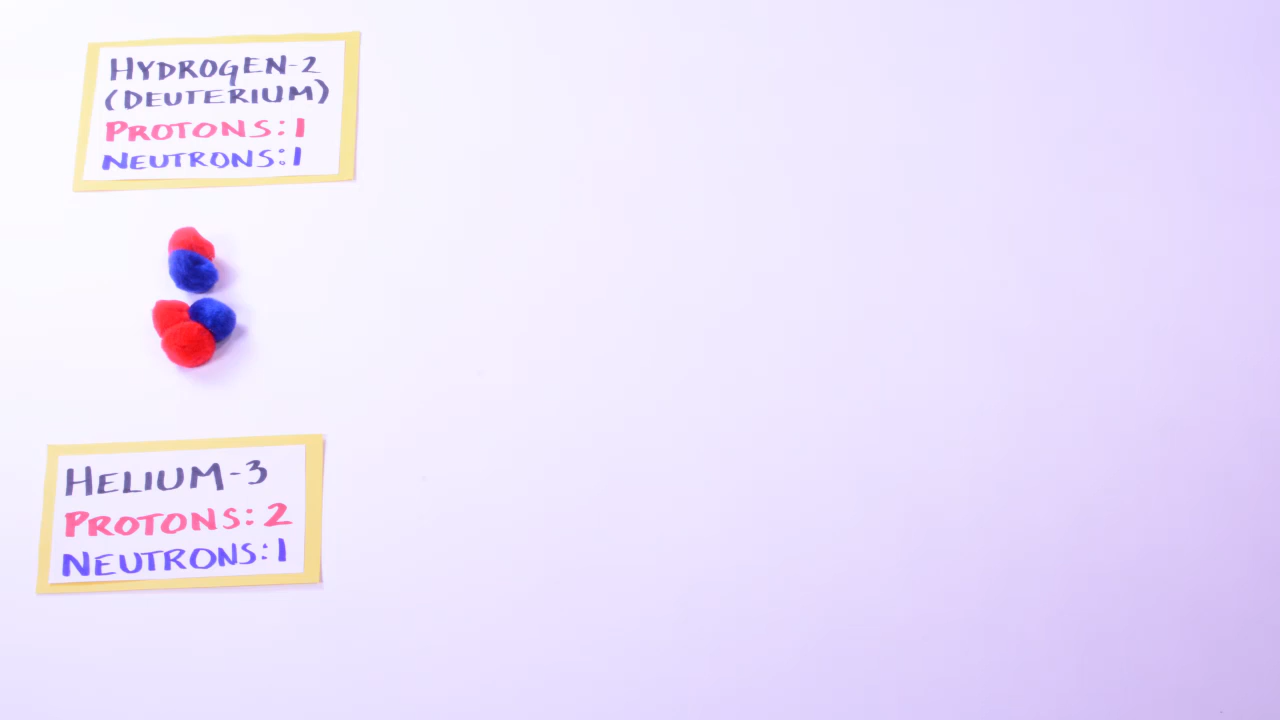 HYDROGEN-2
(DEUTERIUM)
PROTONS: 1
NEUTRONS: 1
HELIUM-3
PROTONS: 2
NEUTRONS: 1